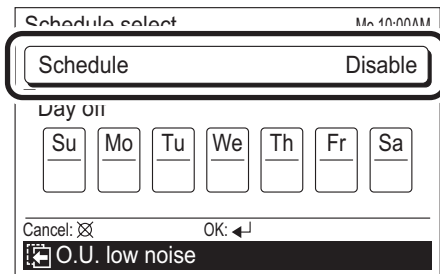 Schedule select Mo 10:00AM
Schedule Disable
Day off
Su Mo Tu We Th Fr Sa
Cancel: OK:
O.U. low noise